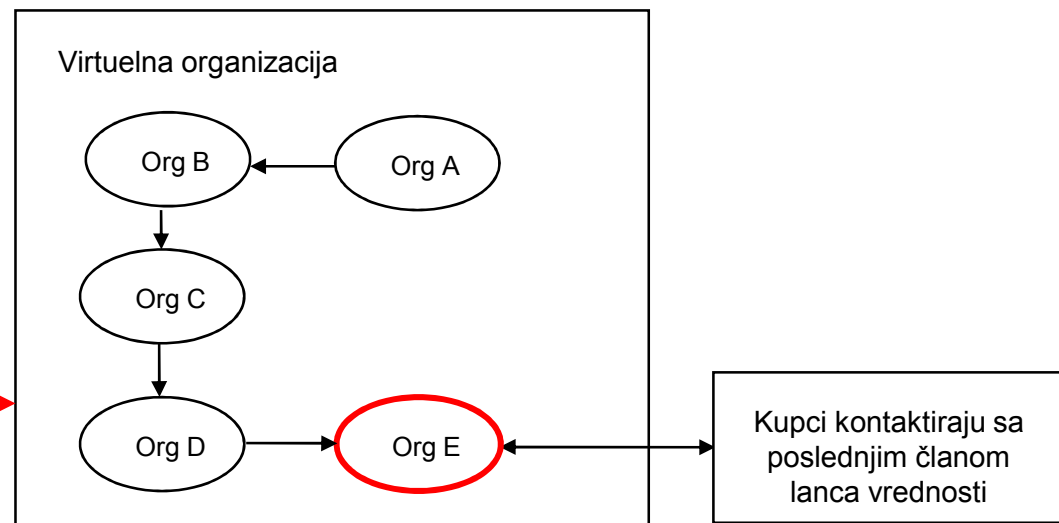 Virtuelna organizacija
Org B
Org A
Org C
Org D
Org E
Kupci kontaktiraju sa
poslednjim članom
lanca vrednosti